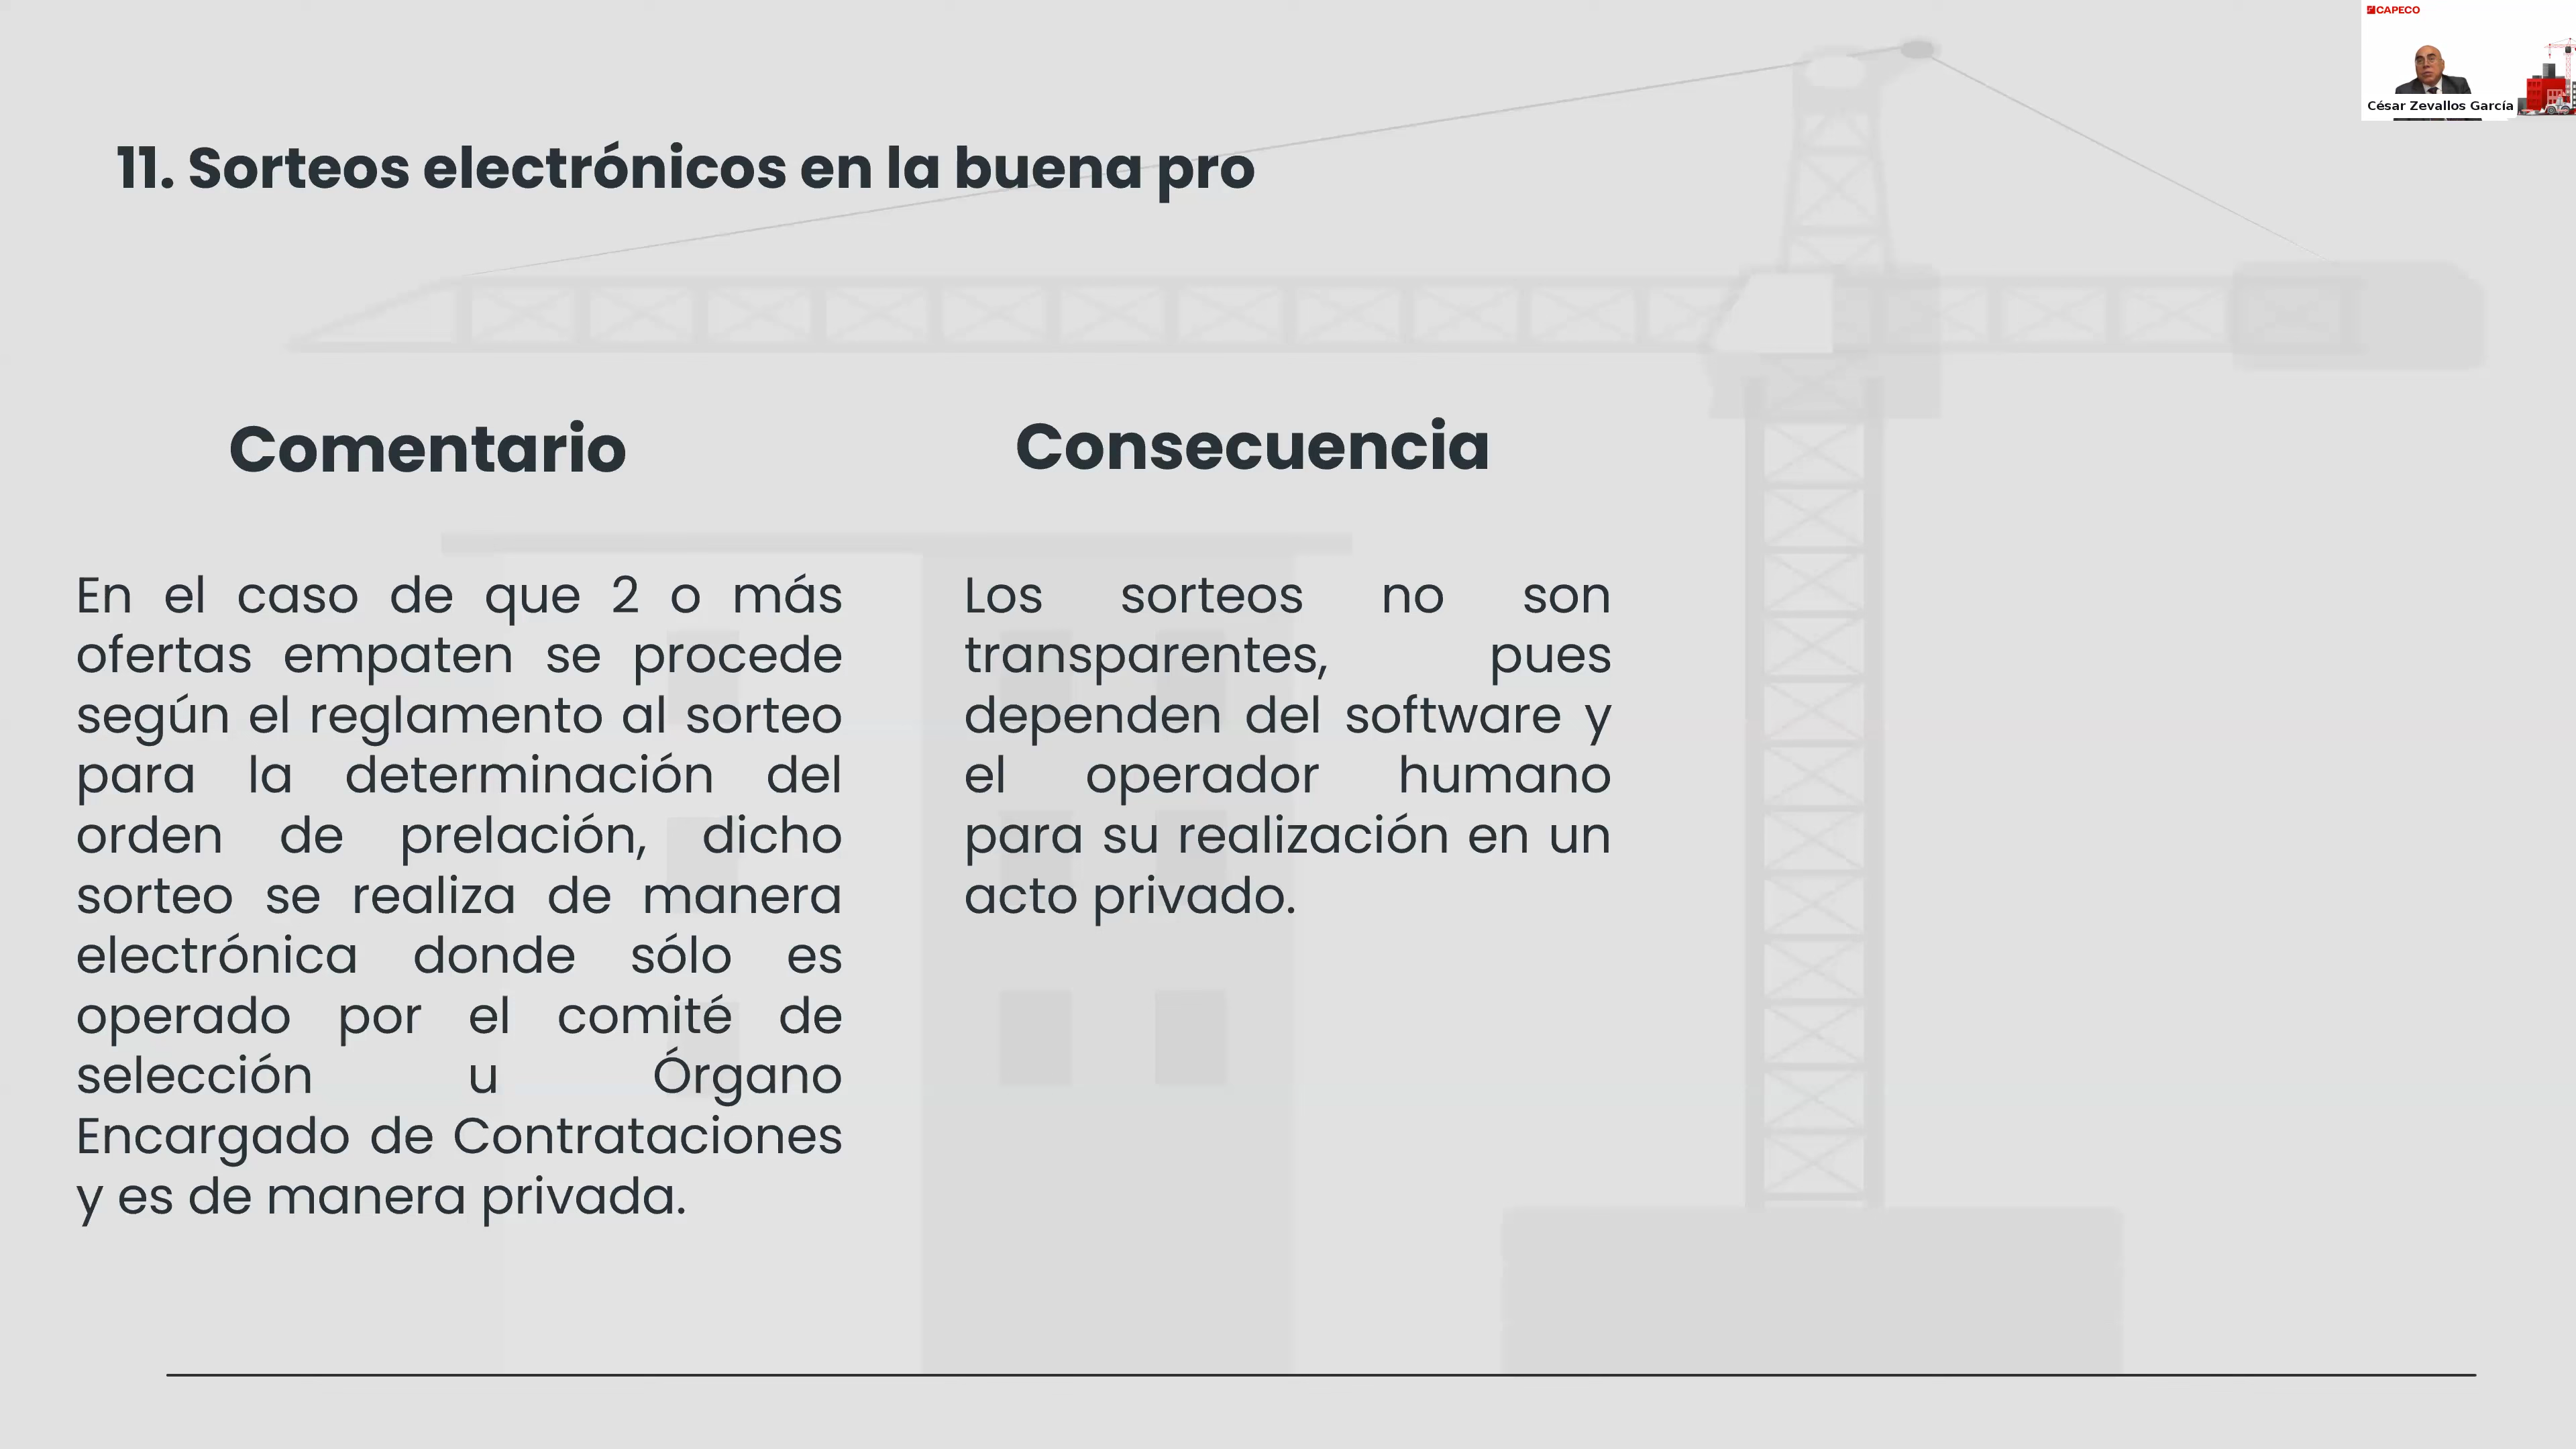 CAPECO
César Zevallos García
11. Sorteos electrónicos en la buena pro
Comentario
En el caso de que 2 o más
ofertas empaten se procede
según el reglamento al sorteo
para la determinación del
orden de prelación, dicho
sorteo se realiza de manera
electrónica donde sólo es
operado por el comité de
selección u Órgano
Encargado de Contrataciones
y es de manera privada.
Consecuencia
Los sorteos no son
transparentes, pues
dependen del software y
el operador humano
para su realización en un
acto privado.